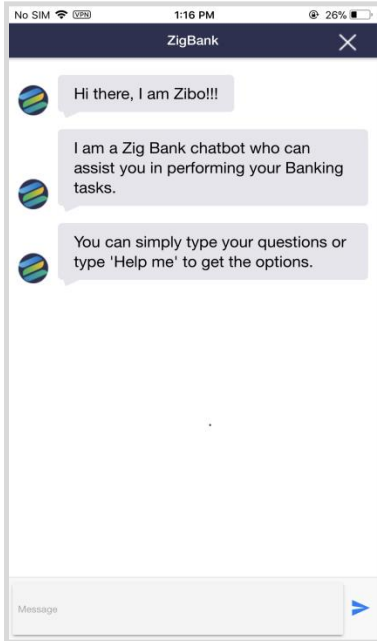 No SIM VPN 1:16 PM 26%
ZigBank
Hi there, I am Zibo!!!
I am a Zig Bank chatbot who can
assist you in performing your Banking
tasks.
You can simply type your questions or
type 'Help me' to get the options.
Message